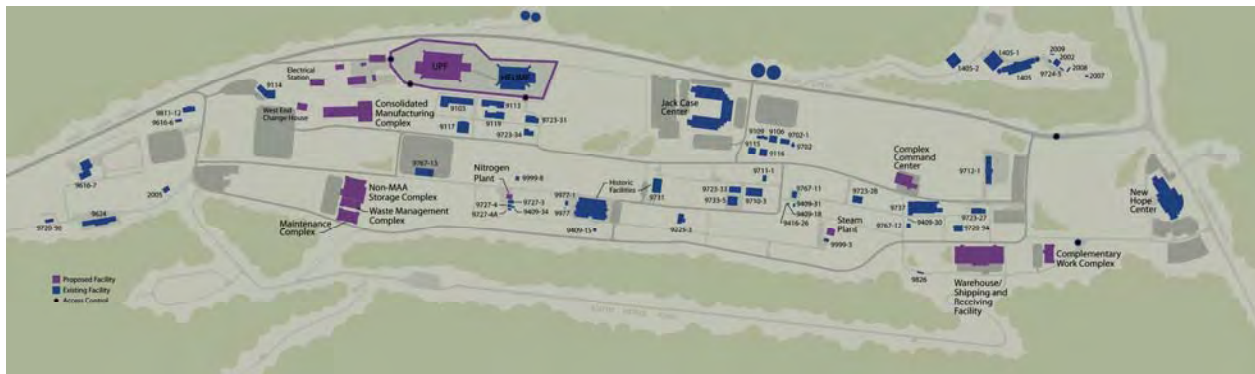 UPF
HEUMF
Electrical
Station
9114
West End
Change House
Consolidated
Manufacturing
Complex
9103
9113
9119
9117
9723-31
9723-34
9811-12
9616-6
9616-7
2005
9624
9720-96
9767-13
Non-MAA
Storage Complex
Waste Management
Complex
Maintenance
Complex
Nitrogen
Plant
9999-8
9727-4
9727-3
9727-4A
9409-34
9977-1
9977
9409-15
Historic
Facilities
9731
9225-3
Jack Case
Center
9109
9106
9702-1
9702
9115
9116
9711-1
9723-33
9733-5
9710-3
9767-11
9409-31
9409-18
9416-26
9723-28
Steam
Plant
9999-3
Complex
Command
Center
9712-1
9737
9409-30
9767-12
9723-27
9720-94
9826
Warehouse/
Shipping and
Receiving
Facility
Complementary
Work Complex
New
Hope
Center
1405-2
1405-1
1405
2009
2002
9724-5
2008
2007
Proposed Facility
Existing Facility
Access Control